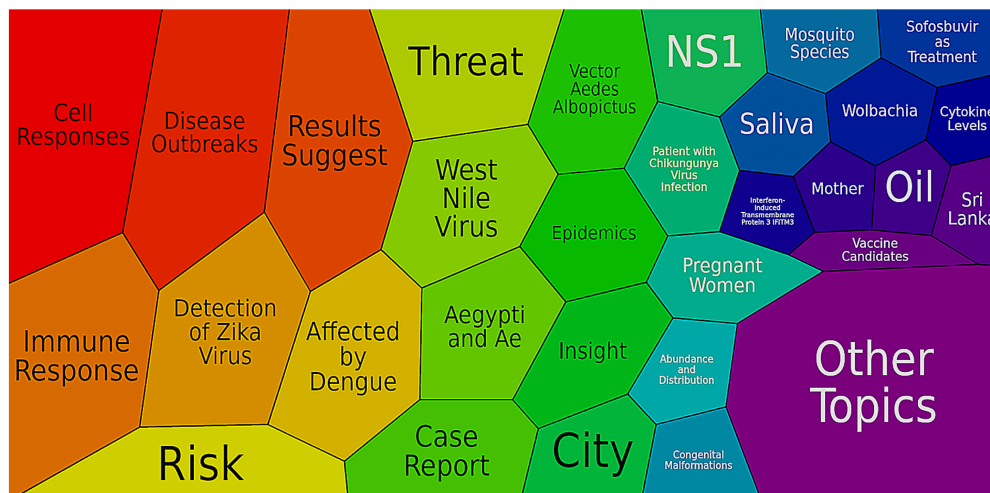 Cell
Responses
Disease
Outbreaks
Results
Suggest
Threat
Vector
Aedes
Albopictus
NS1
Mosquito
Species
Sofosbuvir
as
Treatment
West
Nile
Virus
Patient with
Chikungunya
Virus
Infection
Saliva
Wolbachia
Cytokine
Levels
Epidemics
Interferon-
Induced
Transmembrane
Protein 3 IFITM3
Mother
Oil
Sri
Lanka
Vaccine
Candidates
Pregnant
Women
Immune
Response
Detection
of Zika
Virus
Affected
by
Dengue
Aegypti
and Ae
Insight
Abundance
and
Distribution
Other
Topics
Risk
Case
Report
City
Congenital
Malformations